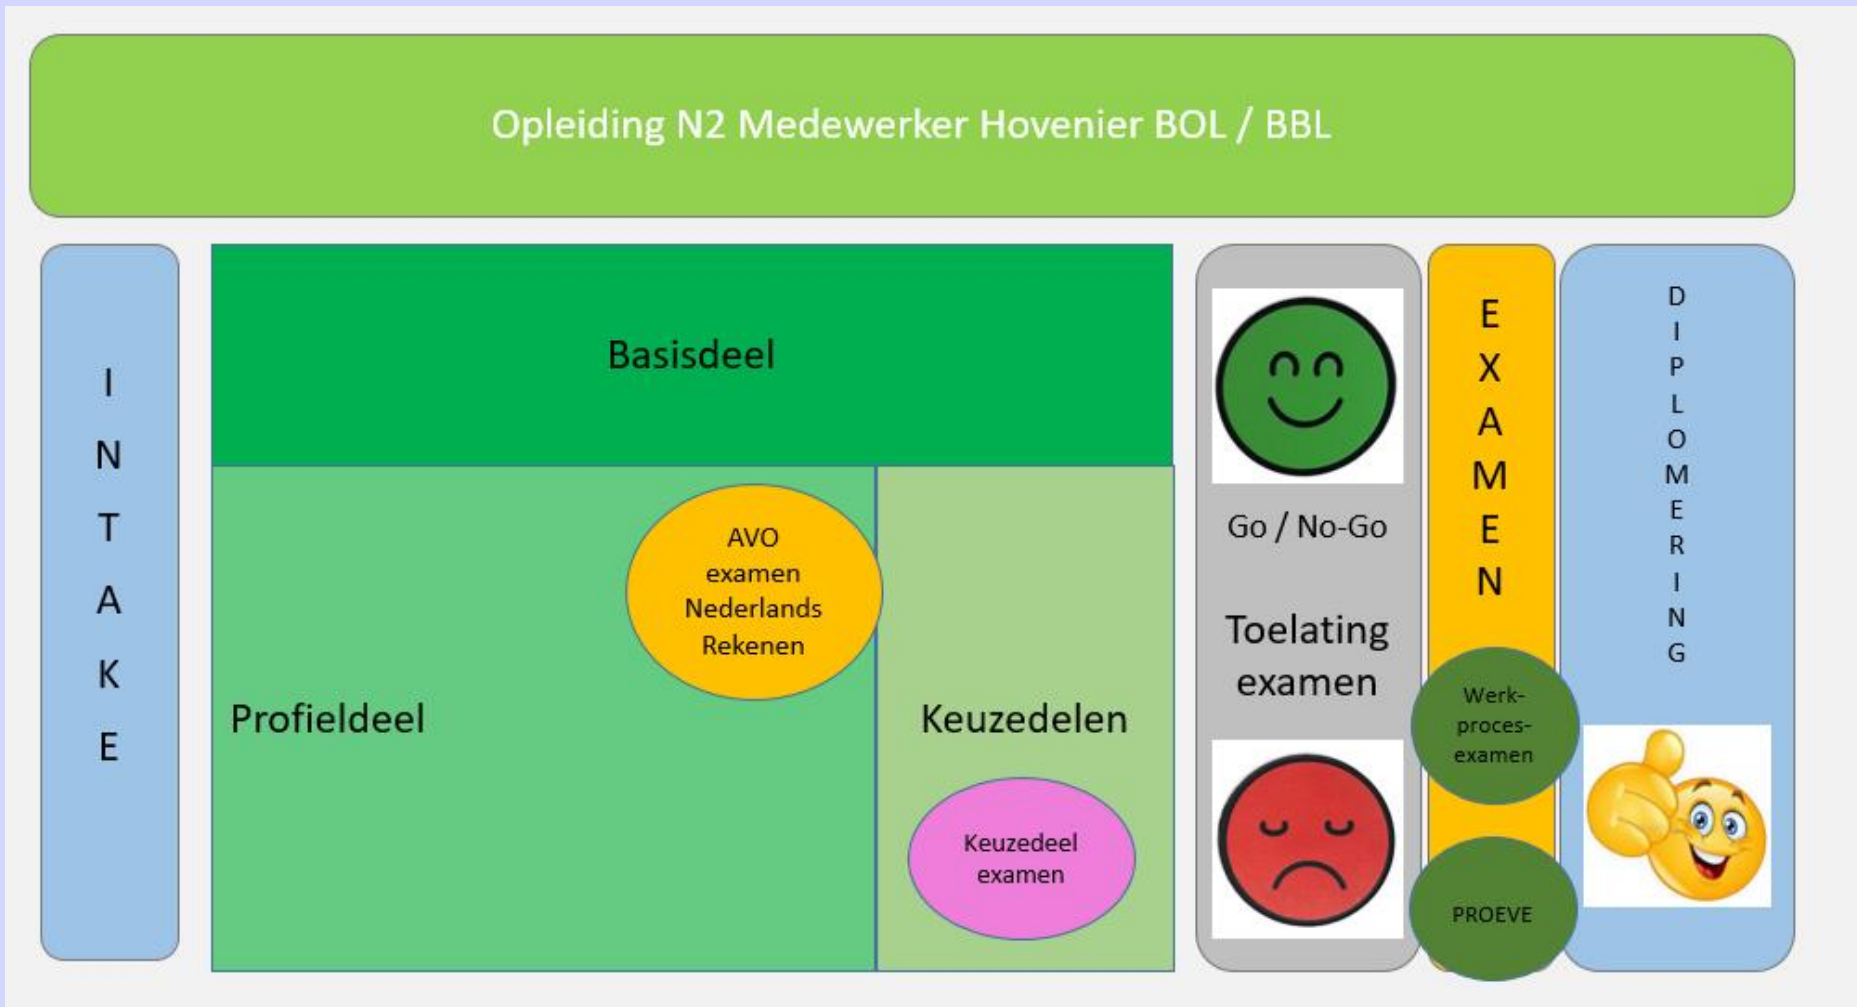 Opleiding N2 Medewerker Hovenier BOL / BBL
I
N
T
A
K
E
Basisdeel
AVO
examen
Nederlands
Rekenen
Profieldeel
Keuzedelen
Keuzedeel
examen
Go / No-Go
Toelating
examen
E
X
A
M
E
N
Werk-
proces-
examen
PROEVE
D
I
P
L
O
M
E
R
I
N
G